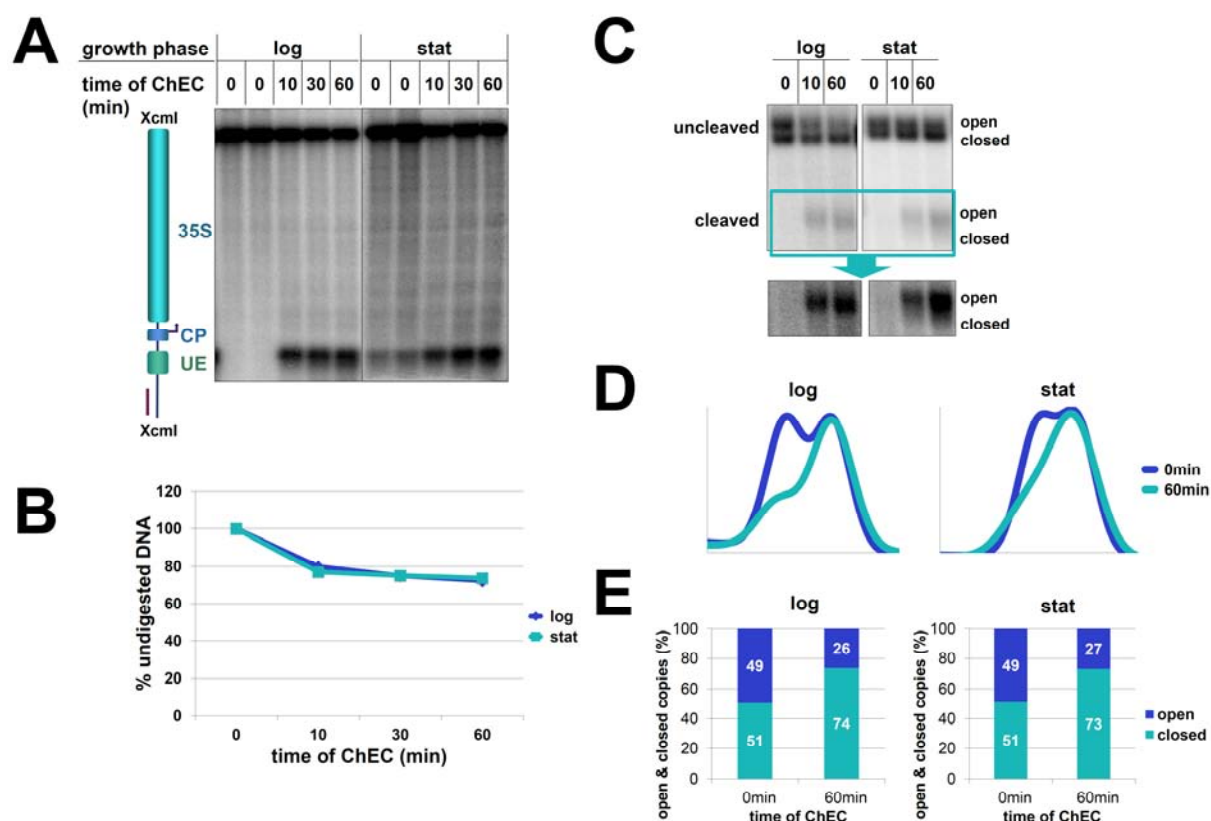 A
growth phase log stat
time of ChEC (min) 0 0 10 30 60 0 0 10 30 60
XcmI
35S
CP
UE
XcmI
B
% undigested DNA
120
100
80
60
40
20
0
0 10 30 60
time of ChEC (min)
log
stat
C
log stat
0 10 60 0 10 60
uncleaved
open
closed
cleaved
open
closed
open
closed
D
log stat
0min
60min
E
log stat
open & closed copies (%)
100
80
60
40
20
0
49 26
51 74
0min 60min
time of ChEC
open & closed copies (%)
100
80
60
40
20
0
49 27
51 73
0min 60min
time of ChEC
open
closed